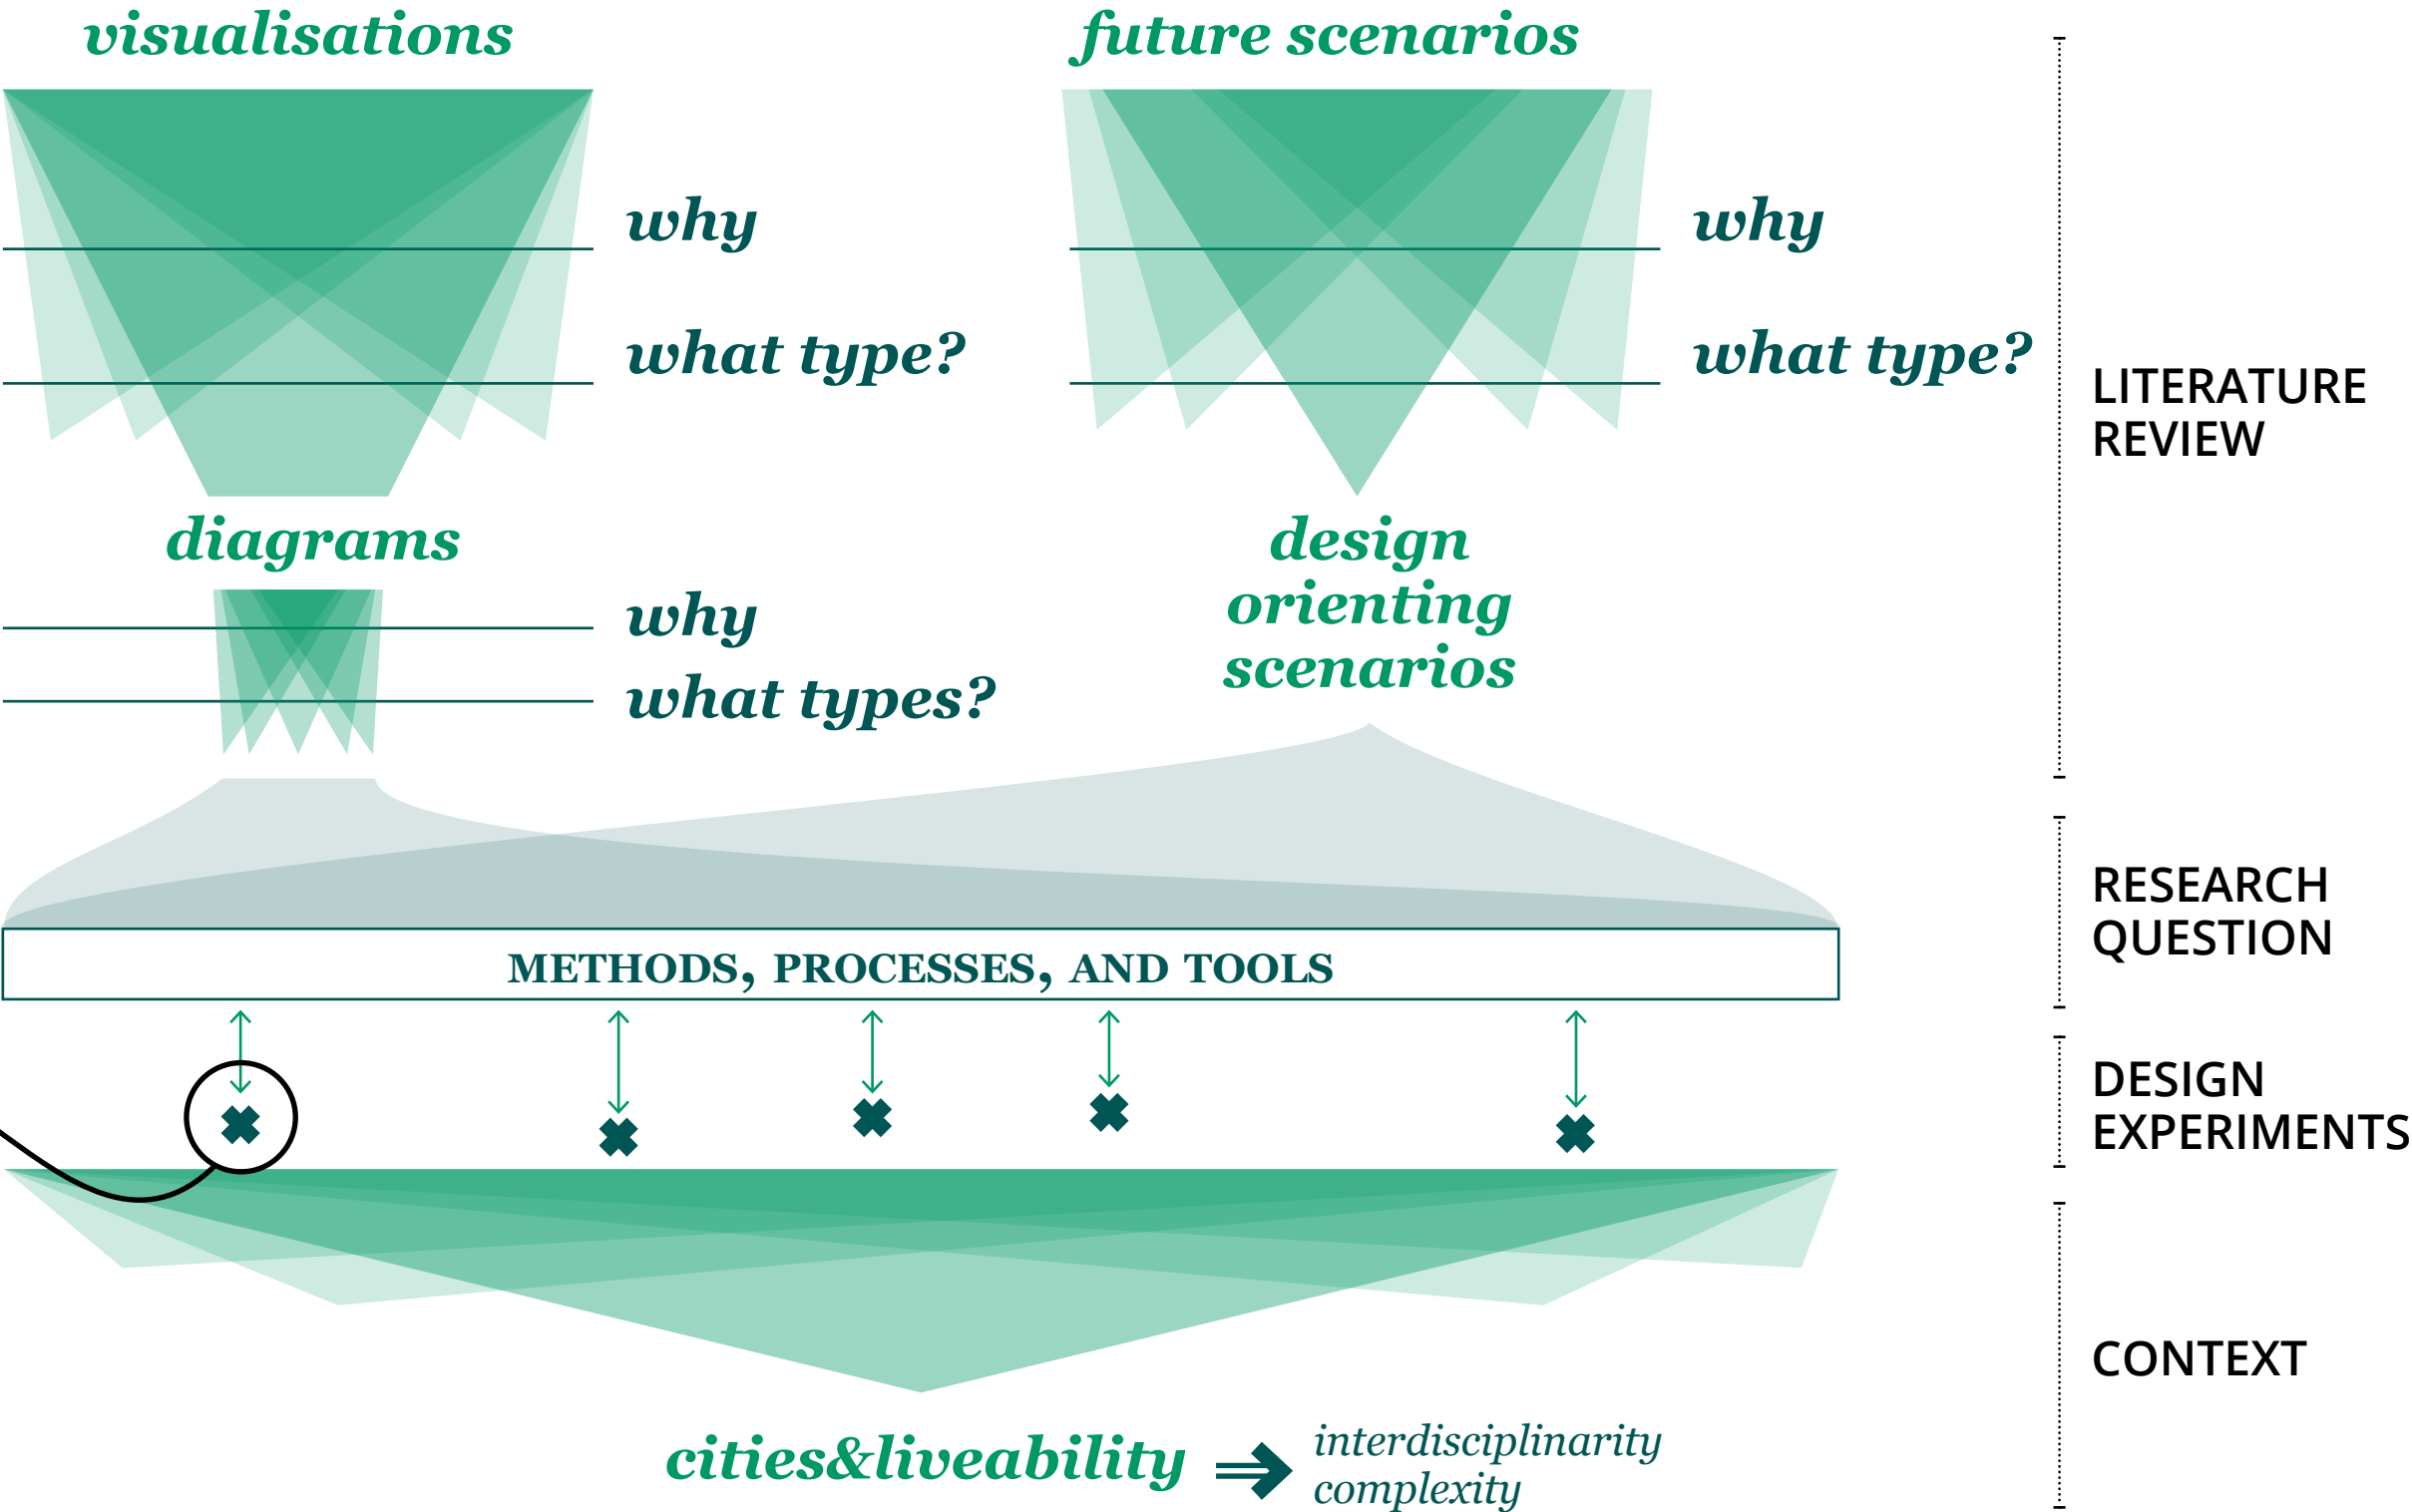 visualisations
future scenarios
why
why
what type?
what type?
LITERATURE
REVIEW
diagrams
design
orienting
scenarios
why
what types?
RESEARCH
QUESTION
METHODS, PROCESSES, AND TOOLS
DESIGN
EXPERIMENTS
CONTEXT
cities&liveability
interdisciplinarity
complexity